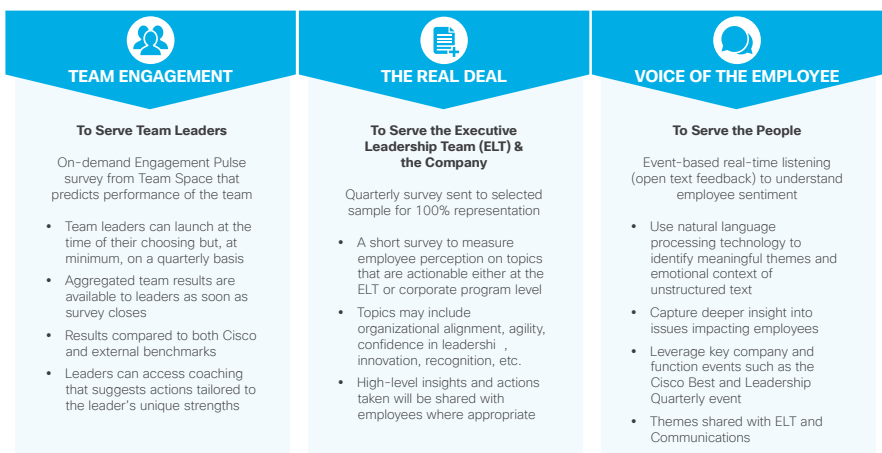 TEAM ENGAGEMENT
To Serve Team Leaders
On-demand Engagement Pulse
survey from Team Space that
predicts performance of the team
• Team leaders can launch at the
time of their choosing but, at
minimum, on a quarterly basis
• Aggregated team results are
available to leaders as soon as
survey closes
• Results compared to both Cisco
and external benchmarks
• Leaders can access coaching
that suggests actions tailored to
the leader's unique strengths
THE REAL DEAL
To Serve the Executive
Leadership Team (ELT) &
the Company
Quarterly survey sent to selected
sample for 100% representation
• A short survey to measure
employee perception on topics
that are actionable either at the
ELT or corporate program level
• Topics may include
organizational alignment, agility,
confidence in leadershi ,
innovation, recognition, etc.
• High-level insights and actions
taken will be shared with
employees where appropriate
VOICE OF THE EMPLOYEE
To Serve the People
Event-based real-time listening
(open text feedback) to understand
employee sentiment
• Use natural language
processing technology to
identify meaningful themes and
emotional context of
unstructured text
• Capture deeper insight into
issues impacting employees
• Leverage key company and
function events such as the
Cisco Best and Leadership
Quarterly event
• Themes shared with ELT and
Communications